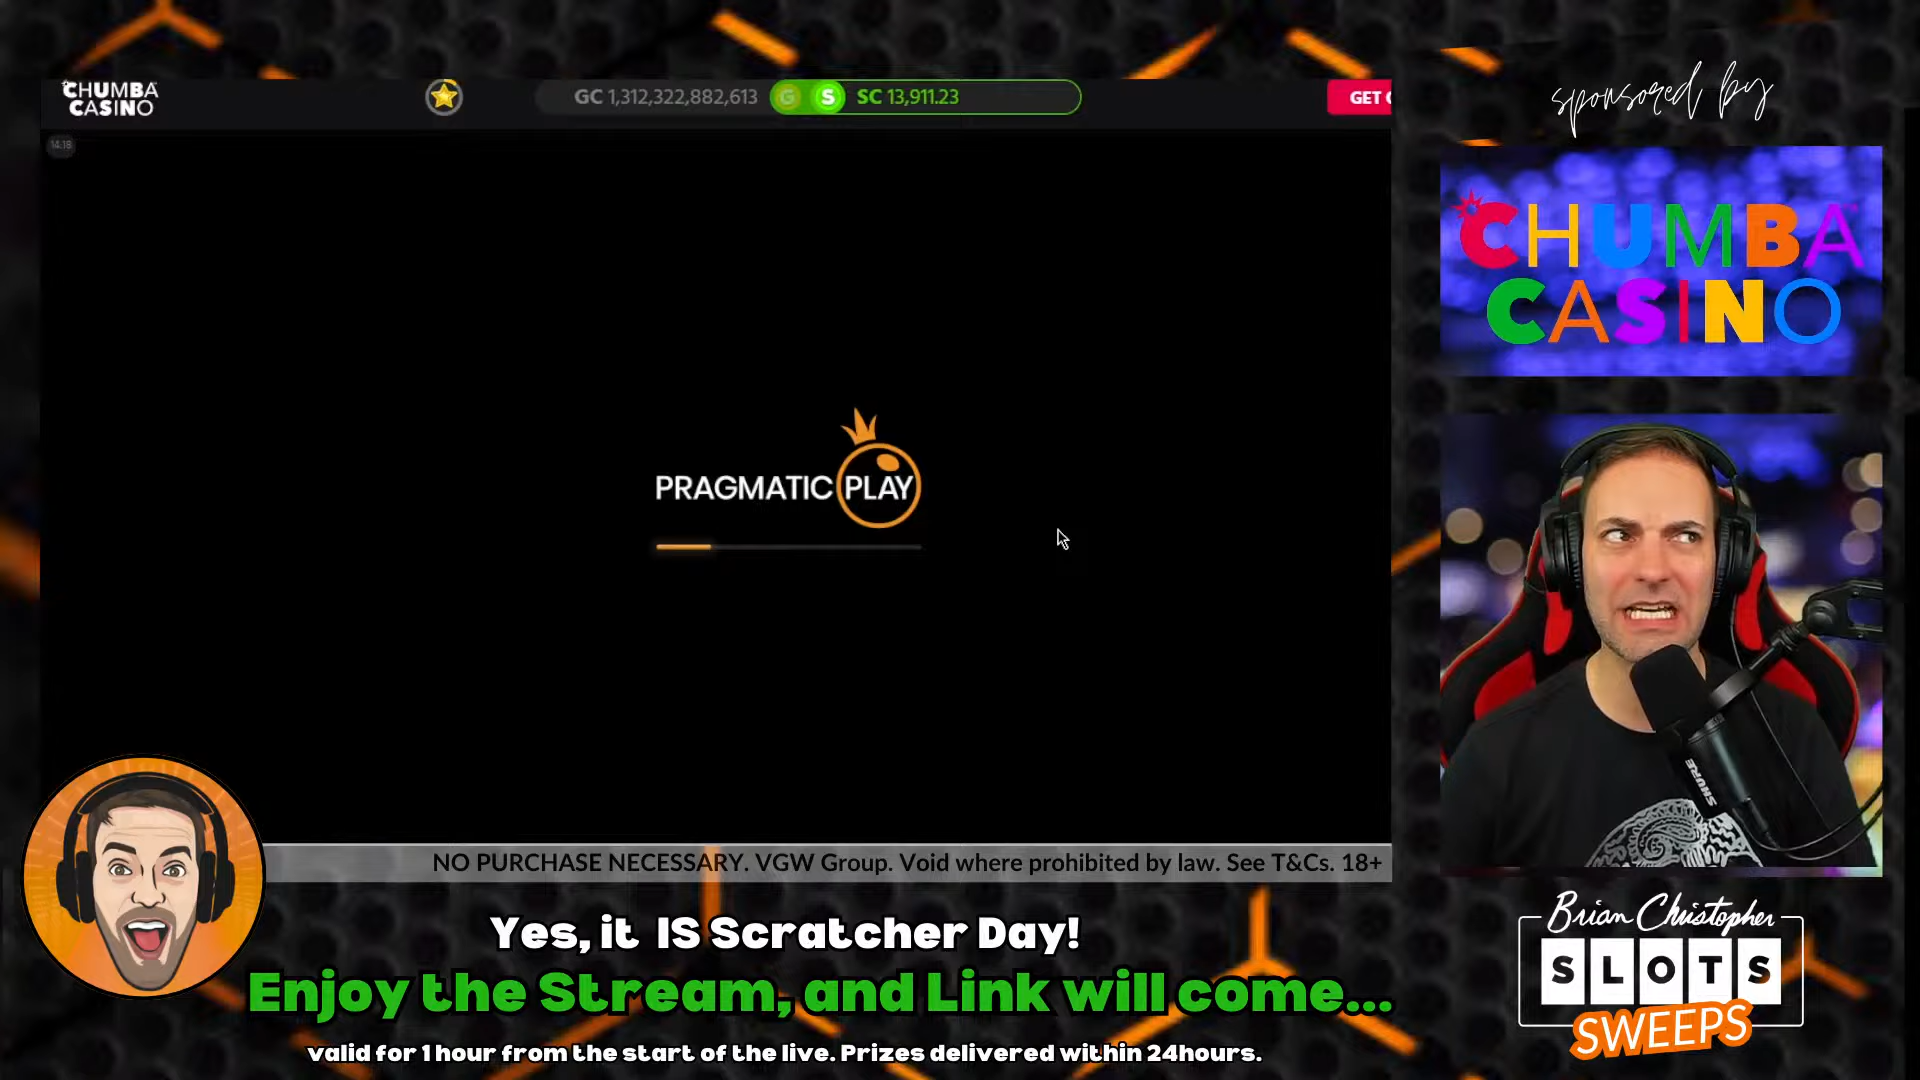 CHUMBA
CASINO
GC 1,312,322,882,613 G S SC 13,911.23
GET
14:18
sponsored by
CHUMBA
CASINO
PRAGMATIC PLAY
SHURE
NO PURCHASE NECESSARY. VGW Group. Void where prohibited by law. See T&Cs. 18+
Yes, it IS Scratcher Day!
Enjoy the Stream, and Link will come...
valid for 1 hour from the start of the live. Prizes delivered within 24hours.
Brian Christopher
SLOTS
SWEEPS